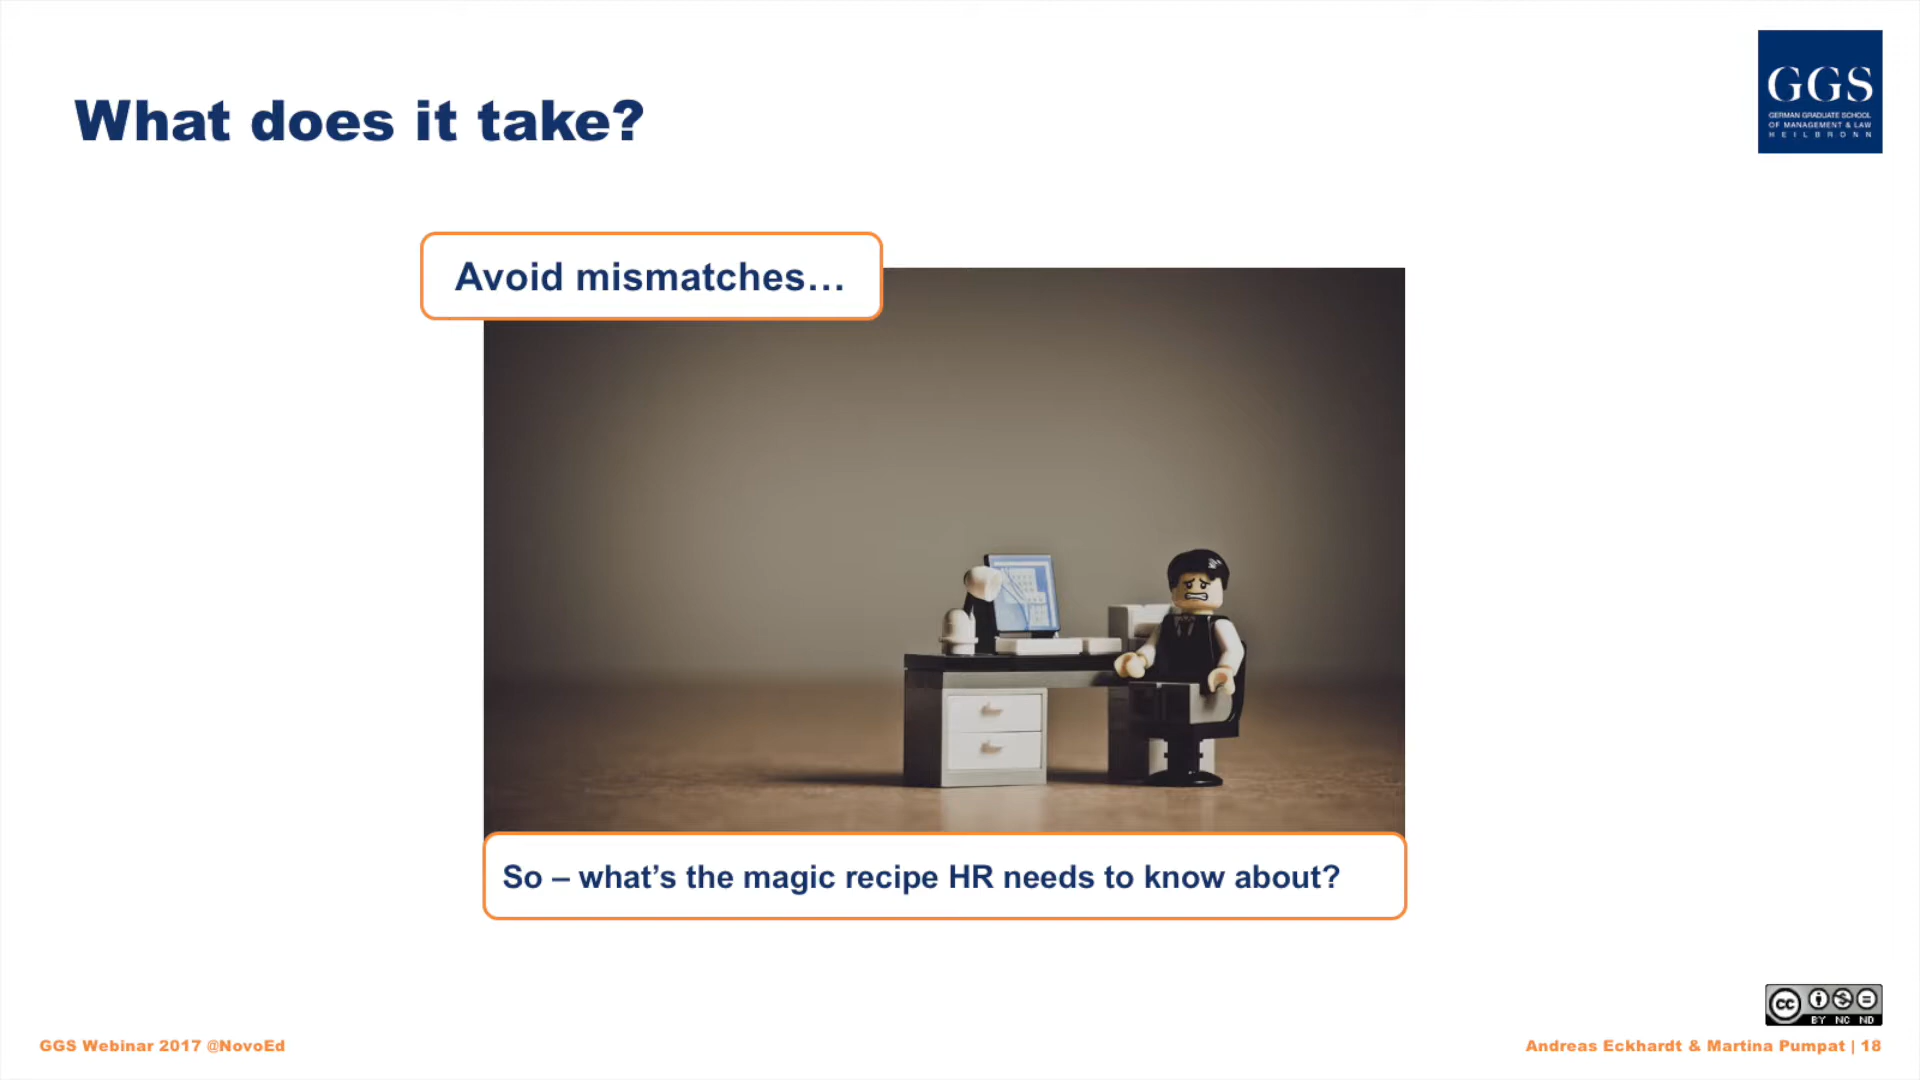 What does it take?
GGS
GERMAN GRADUATE SCHOOL
OF MANAGEMENT & LAW
HEILBRONN
Avoid mismatches…
So – what’s the magic recipe HR needs to know about?
cc
BY NC ND
GGS Webinar 2017 @NovoEd
Andreas Eckhardt & Martina Pumpat | 18